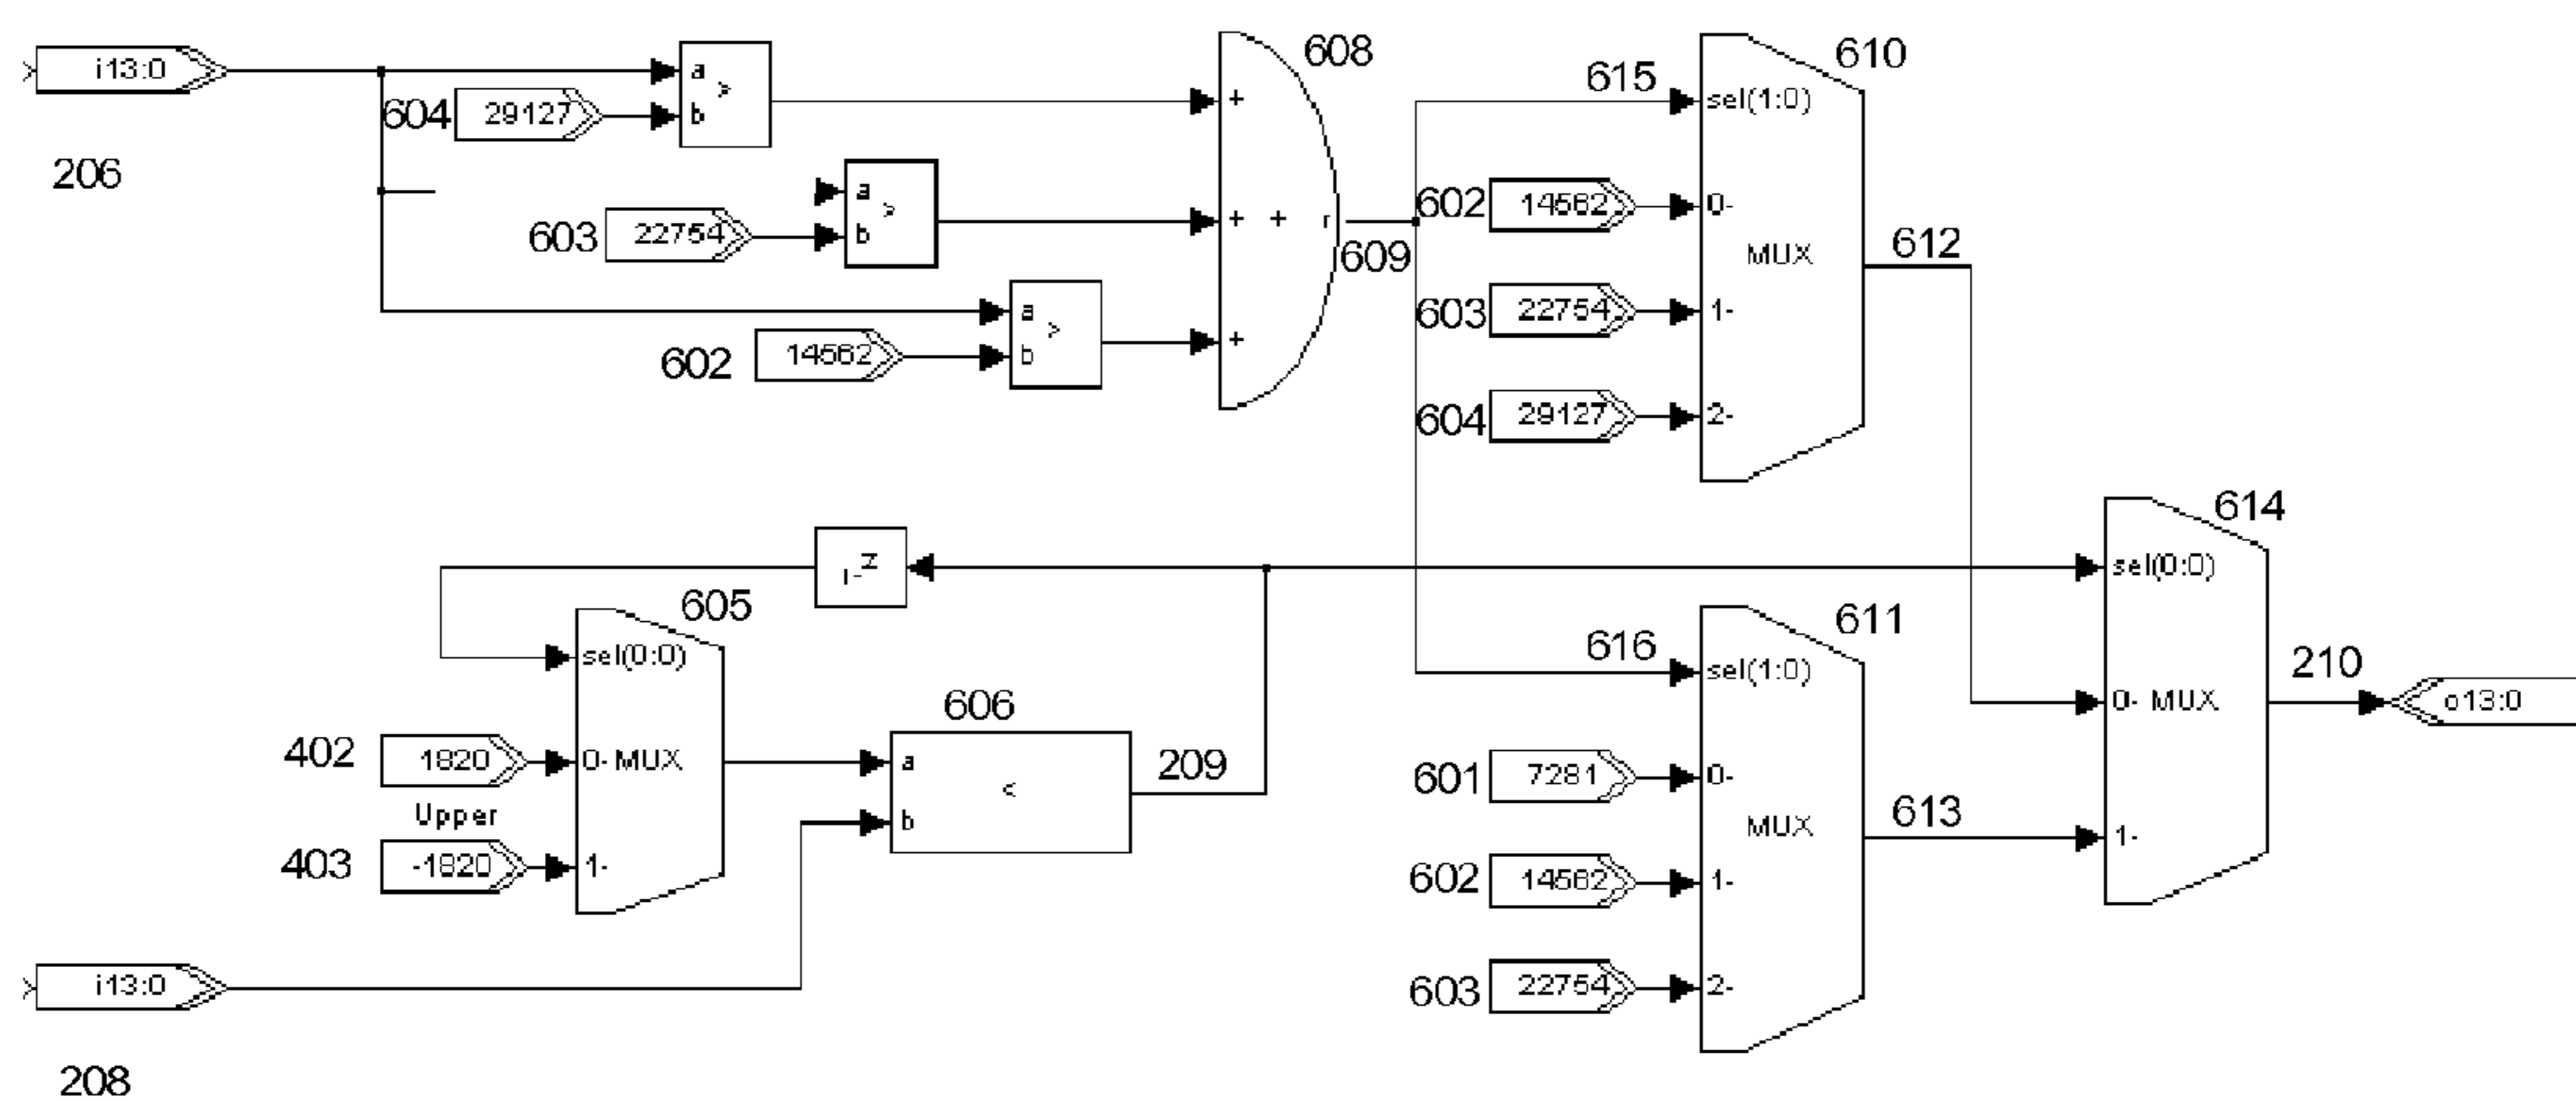 608
610
i13:0
a
>
b
604
29127
+
615
sel(1:0)
206
a
>
b
603
22754
+ + r
609
602
14562
0-
MUX
612
a
>
b
602
14562
+
603
22754
1-
604
29127
2-
614
z
sel(0:0)
605
611
sel(0:0)
616
sel(1:0)
210
606
0- MUX
o13:0
402
1820
0- MUX
a
<
b
209
601
7281
0-
Upper
MUX
613
1-
403
-1820
1-
602
14562
1-
i13:0
603
22754
2-
208